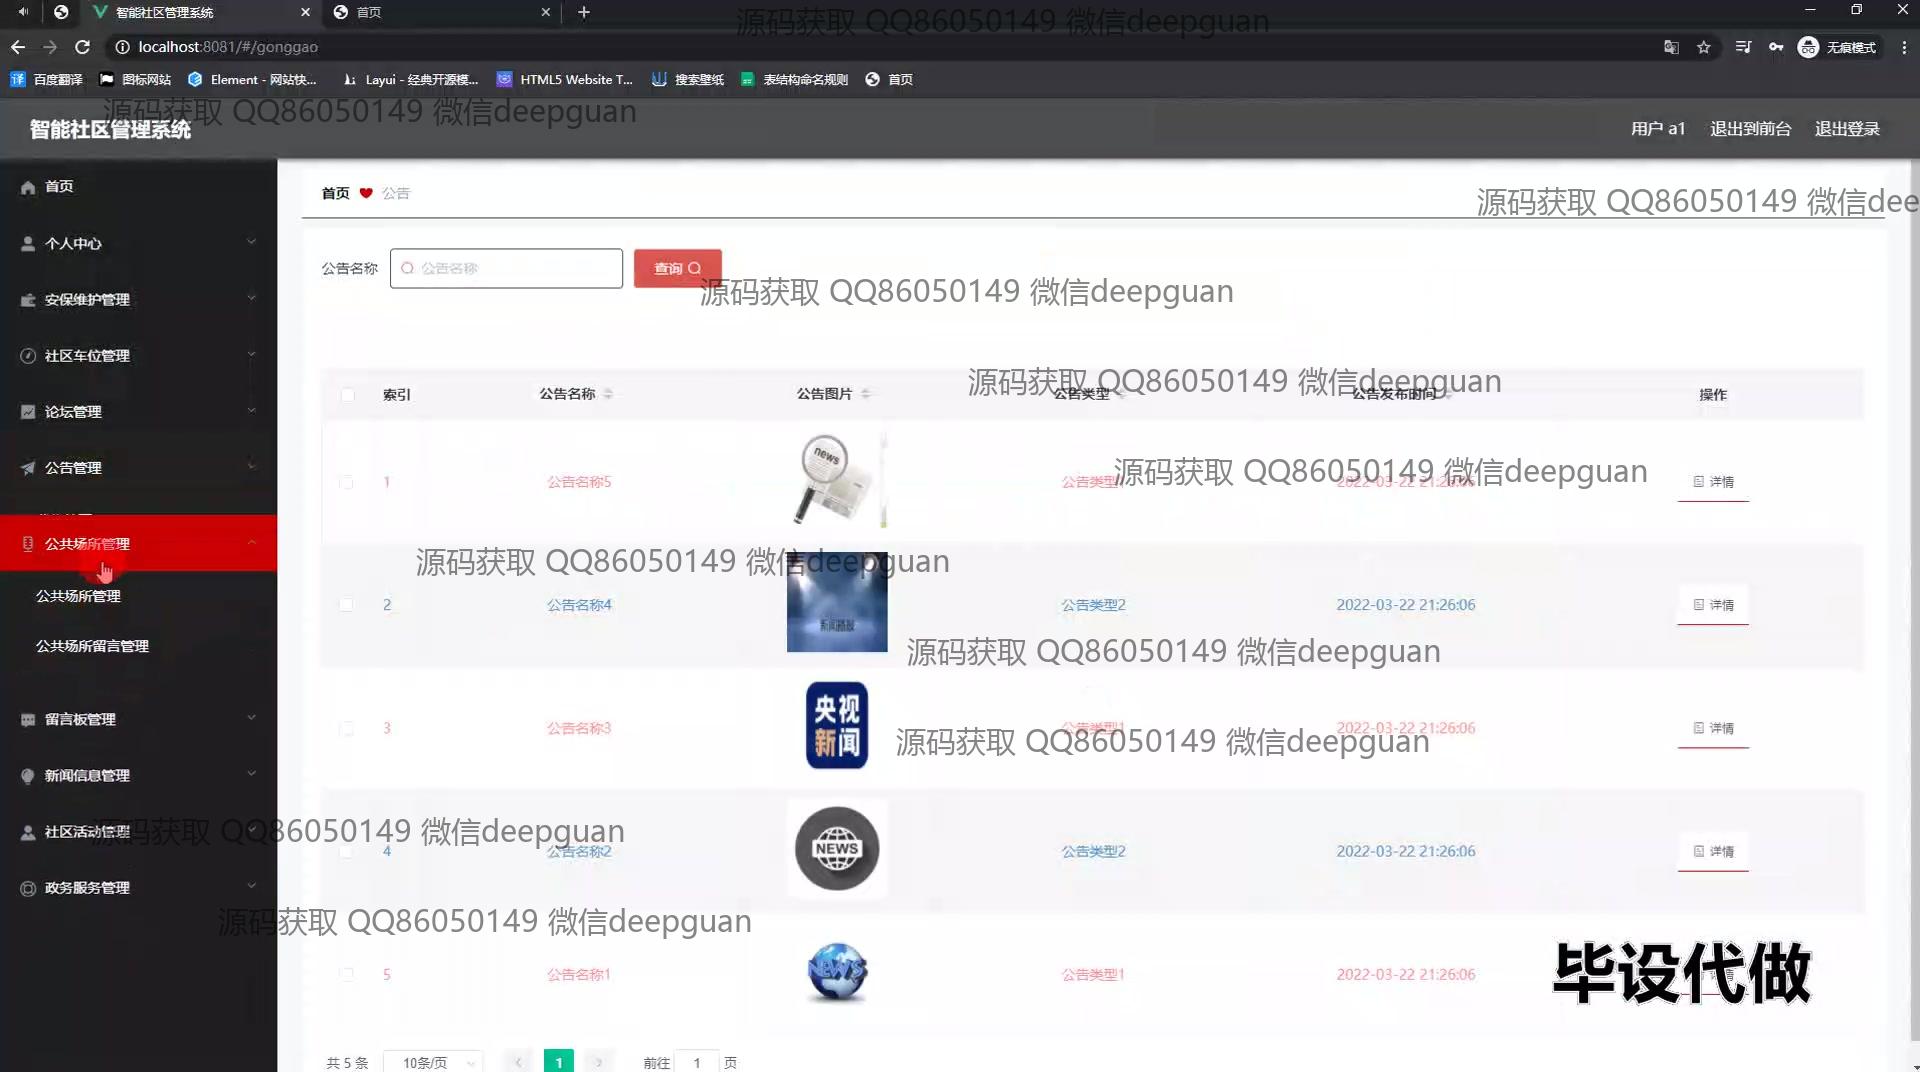 智能社区管理系统
首页
localhost:8081/#/gonggao
无痕模式
百度翻译
图标网站
Element - 网站快...
Layui - 经典开源模...
HTML5 Website T...
搜索壁纸
表结构命名规则
首页
源码获取 QQ86050149 微信deepguan
源码获取 QQ86050149 微信deepguan
智能社区管理系统
用户 a1
退出到前台
退出登录
首页
个人中心
安保维护管理
社区车位管理
论坛管理
公告管理
公共场所管理
公共场所管理
公共场所留言管理
留言板管理
新闻信息管理
社区活动管理
政务服务管理
首页 公告
源码获取 QQ86050149 微信dee
公告名称 公告名称 查询
源码获取 QQ86050149 微信deepguan
源码获取 QQ86050149 微信deepguan
索引 公告名称 公告图片 公告类型 公告发布时间 操作
源码获取 QQ86050149 微信deepguan
1 公告名称5 news 公告类型1 2022-03-22 21:26:06 详情
源码获取 QQ86050149 微信deepguan
2 公告名称4 公告类型2 2022-03-22 21:26:06 详情
源码获取 QQ86050149 微信deepguan
3 公告名称3 央视新闻 公告类型1 2022-03-22 21:26:06 详情
源码获取 QQ86050149 微信deepguan
源码获取 QQ86050149 微信deepguan
4 公告名称2 NEWS 公告类型2 2022-03-22 21:26:06 详情
源码获取 QQ86050149 微信deepguan
5 公告名称1 NEWS 公告类型1 2022-03-22 21:26:06
毕设代做
共 5 条 10条/页 1 前往 1 页